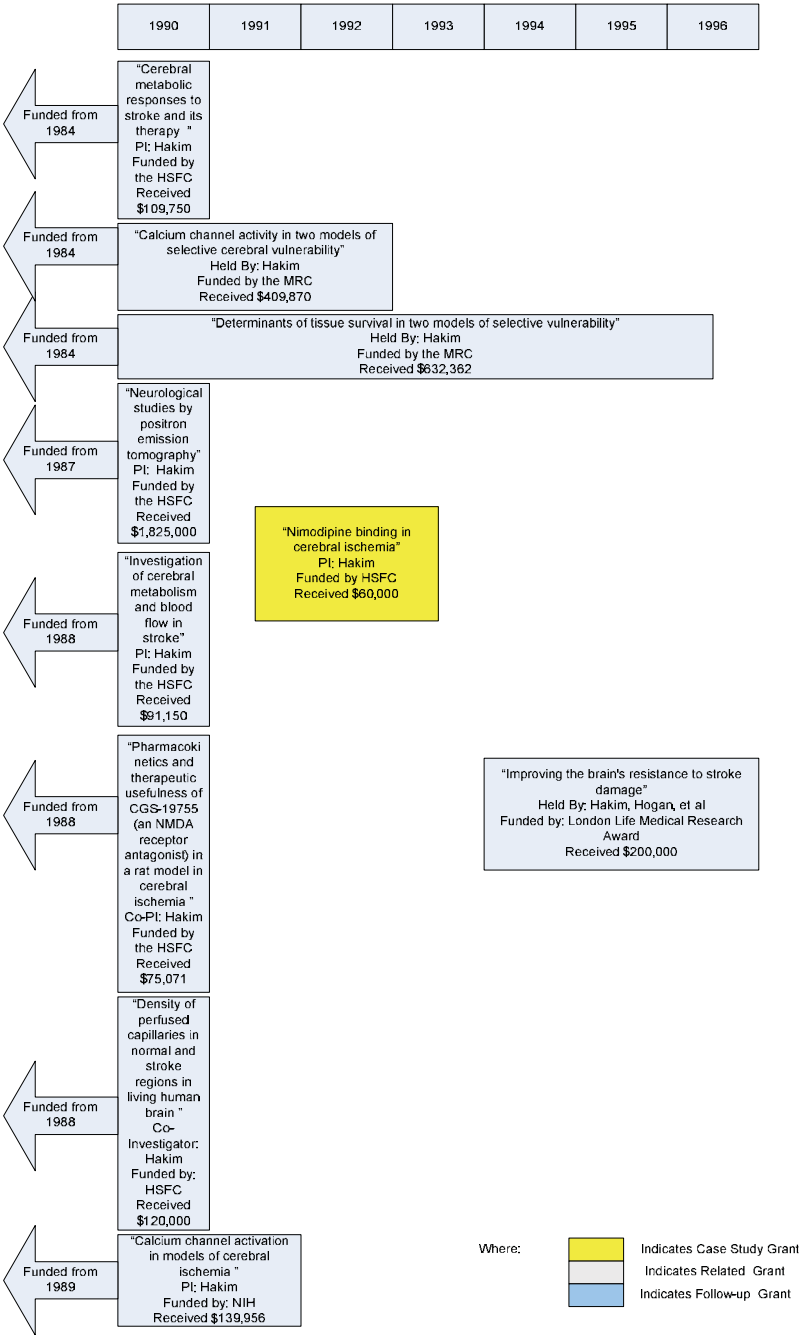 1990 1991 1992 1993 1994 1995 1996
Funded from
1984
“Cerebral
metabolic
responses to
stroke and its
therapy ”
PI: Hakim
Funded by
the HSFC
Received
$109,750
Funded from
1984
“Calcium channel activity in two models of
selective cerebral vulnerability”
Held By: Hakim
Funded by the MRC
Received $409,870
Funded from
1984
“Determinants of tissue survival in two models of selective vulnerability”
Held By: Hakim
Funded by the MRC
Received $632,362
Funded from
1987
“Neurological
studies by
positron
emission
tomography”
PI: Hakim
Funded by
the HSFC
Received
$1,825,000
“Nimodipine binding in
cerebral ischemia”
PI: Hakim
Funded by HSFC
Received $60,000
Funded from
1988
“Investigation
of cerebral
metabolism
and blood
flow in
stroke”
PI: Hakim
Funded by
the HSFC
Received
$91,150
Funded from
1988
“Pharmacoki
netics and
therapeutic
usefulness of
CGS-19755
(an NMDA
receptor
antagonist) in
a rat model in
cerebral
ischemia ”
Co-PI: Hakim
Funded by
the HSFC
Received
$75,071
“Improving the brain's resistance to stroke
damage”
Held By: Hakim, Hogan, et al
Funded by: London Life Medical Research
Award
Received $200,000
Funded from
1988
“Density of
perfused
capillaries in
normal and
stroke
regions in
living human
brain ”
Co-
Investigator:
Hakim
Funded by:
HSFC
Received
$120,000
Funded from
1989
“Calcium channel activation
in models of cerebral
ischemia ”
PI: Hakim
Funded by: NIH
Received $139,956
Where:
Indicates Case Study Grant
Indicates Related Grant
Indicates Follow-up Grant